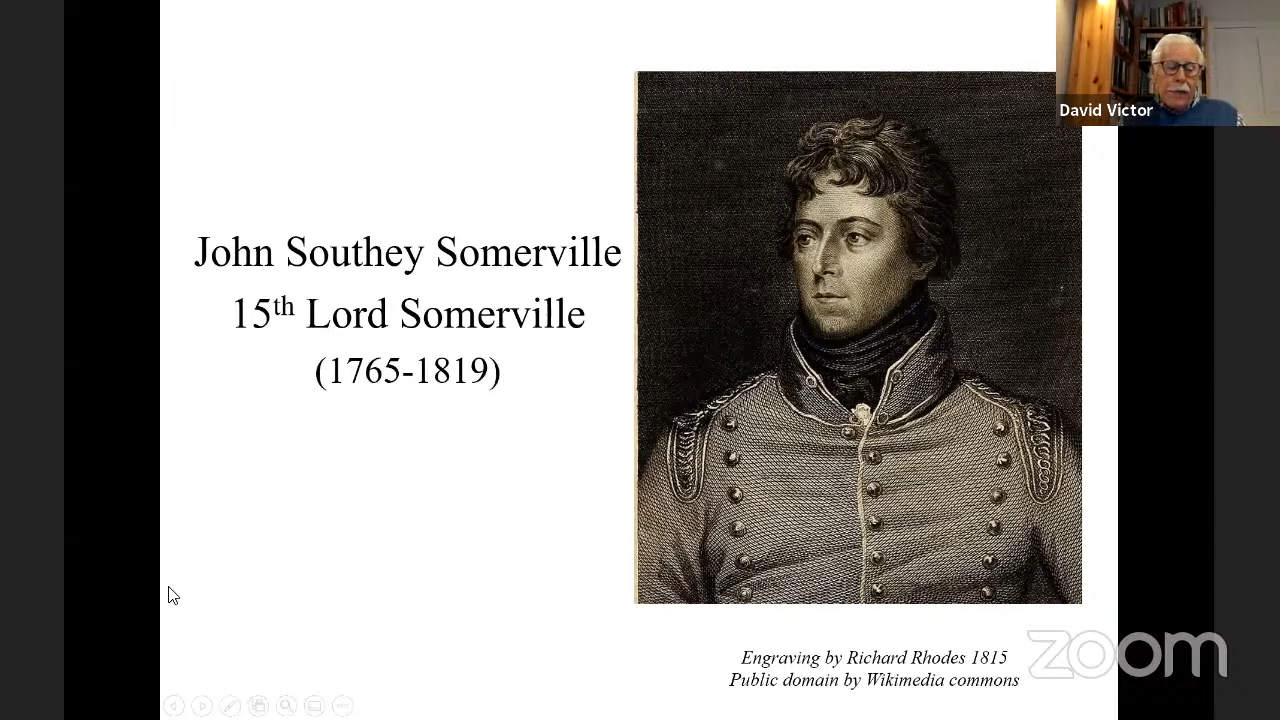 John Southey Somerville
15th Lord Somerville
(1765-1819)
David Victor
Engraving by Richard Rhodes 1815
Public domain by Wikimedia commons
zoom